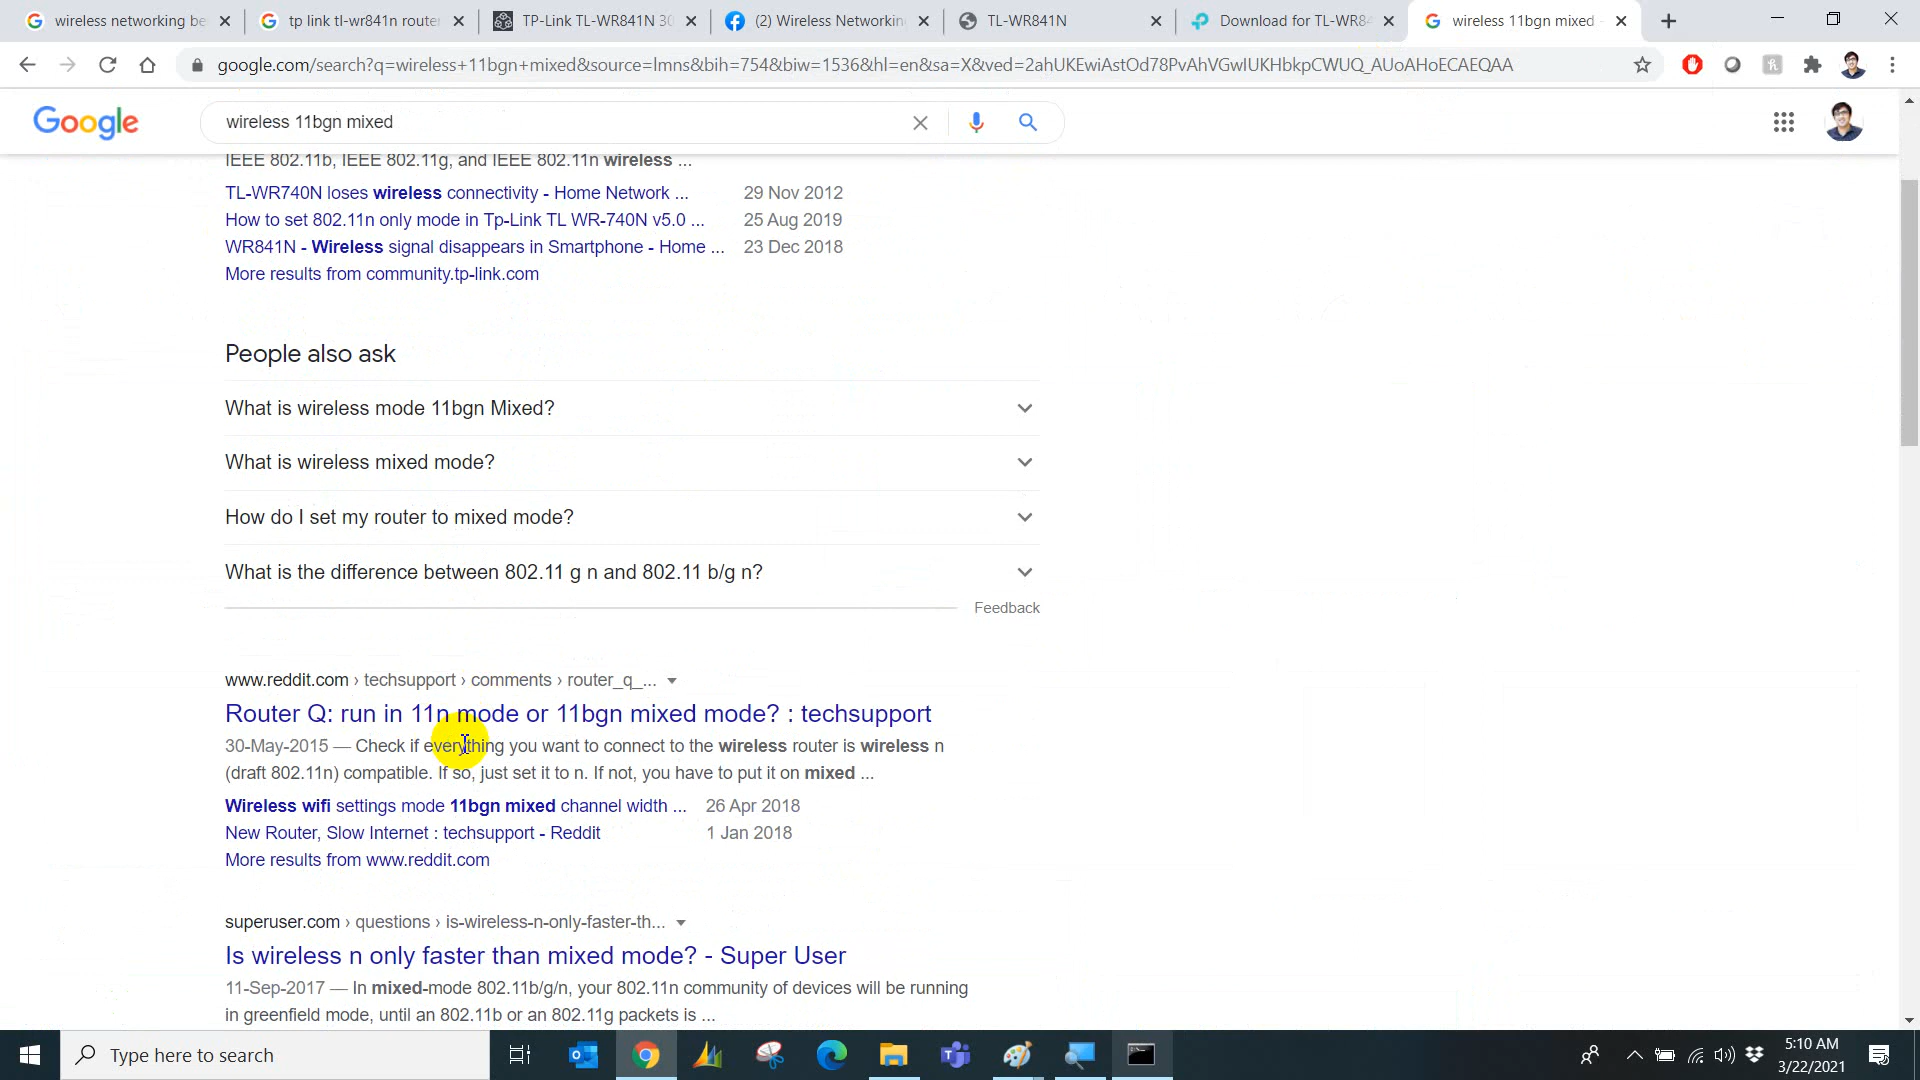 wireless networking be
tp link tl-wr841n router
TP-Link TL-WR841N 30
(2) Wireless Networking
TL-WR841N
Download for TL-WR84
wireless 11bgn mixed -
google.com/search?q=wireless+11bgn+mixed&source=lmns&bih=754&biw=1536&hl=en&sa=X&ved=2ahUKEwiAstOd78PvAhVGwIUKHbkpCWUQ_AUoAHoECAEQAA
Google
wireless 11bgn mixed
IEEE 802.11b, IEEE 802.11g, and IEEE 802.11n wireless ...
TL-WR740N loses wireless connectivity - Home Network ... 29 Nov 2012
How to set 802.11n only mode in Tp-Link TL WR-740N v5.0 ... 25 Aug 2019
WR841N - Wireless signal disappears in Smartphone - Home ... 23 Dec 2018
More results from community.tp-link.com
People also ask
What is wireless mode 11bgn Mixed?
What is wireless mixed mode?
How do I set my router to mixed mode?
What is the difference between 802.11 g n and 802.11 b/g n?
Feedback
www.reddit.com › techsupport › comments › router_q_...
Router Q: run in 11n mode or 11bgn mixed mode? : techsupport
30-May-2015 — Check if everything you want to connect to the wireless router is wireless n
(draft 802.11n) compatible. If so, just set it to n. If not, you have to put it on mixed ...
Wireless wifi settings mode 11bgn mixed channel width ... 26 Apr 2018
New Router, Slow Internet : techsupport - Reddit 1 Jan 2018
More results from www.reddit.com
superuser.com › questions › is-wireless-n-only-faster-th...
Is wireless n only faster than mixed mode? - Super User
11-Sep-2017 — In mixed-mode 802.11b/g/n, your 802.11n community of devices will be running
in greenfield mode, until an 802.11b or an 802.11g packets is ...
Type here to search
5:10 AM
3/22/2021